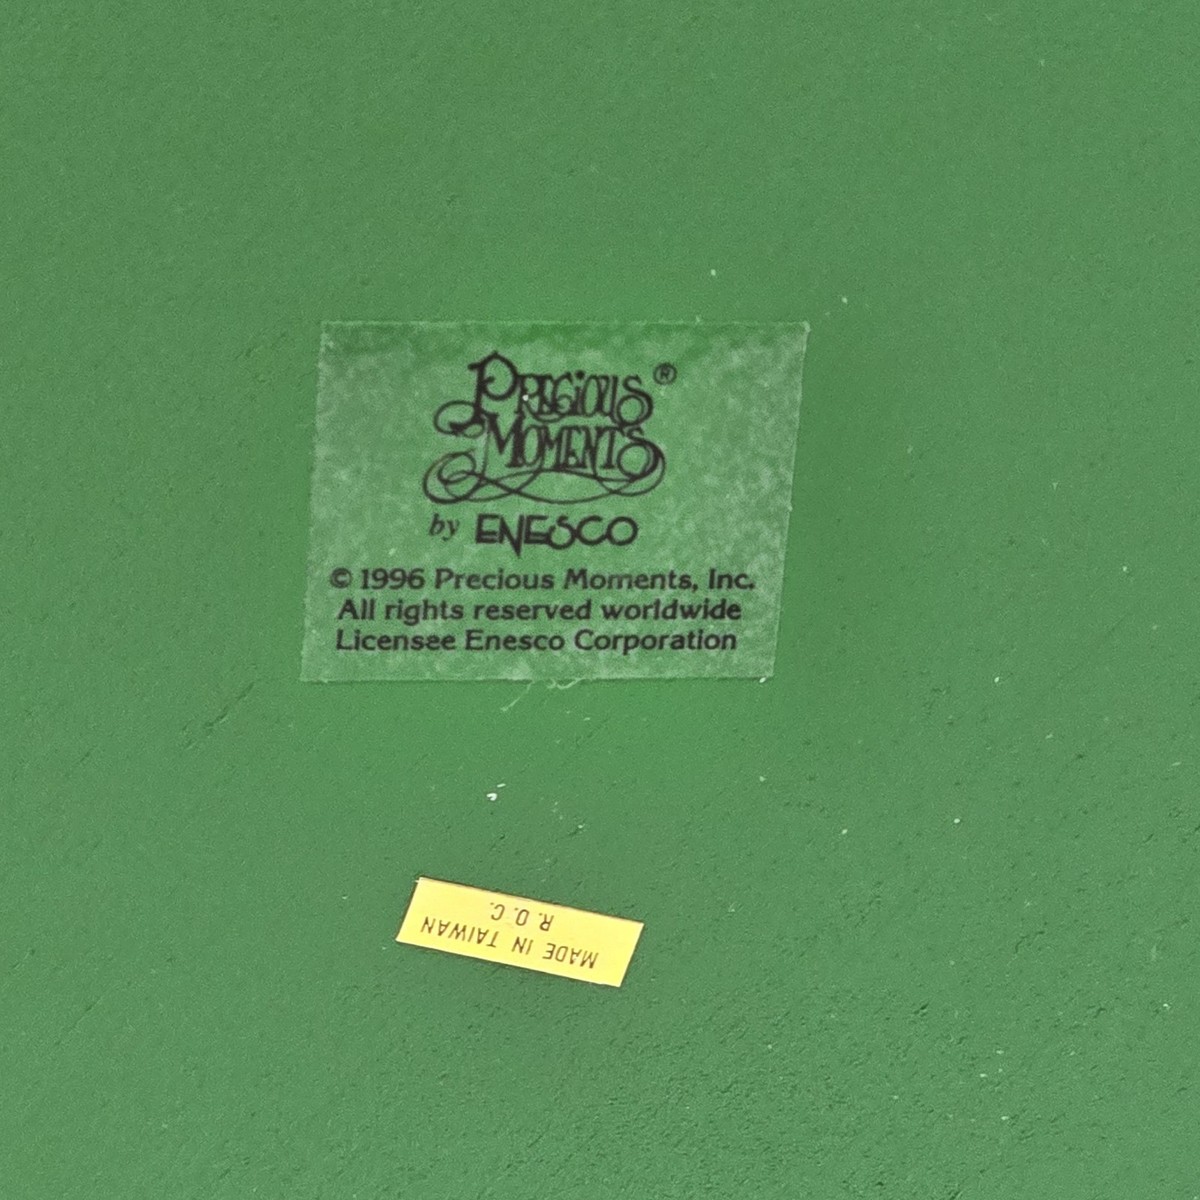 PRECIOUS ®
MOMENTS
by ENESCO
© 1996 Precious Moments, Inc.
All rights reserved worldwide
Licensee Enesco Corporation
MADE IN TAIWAN
R.O.C.